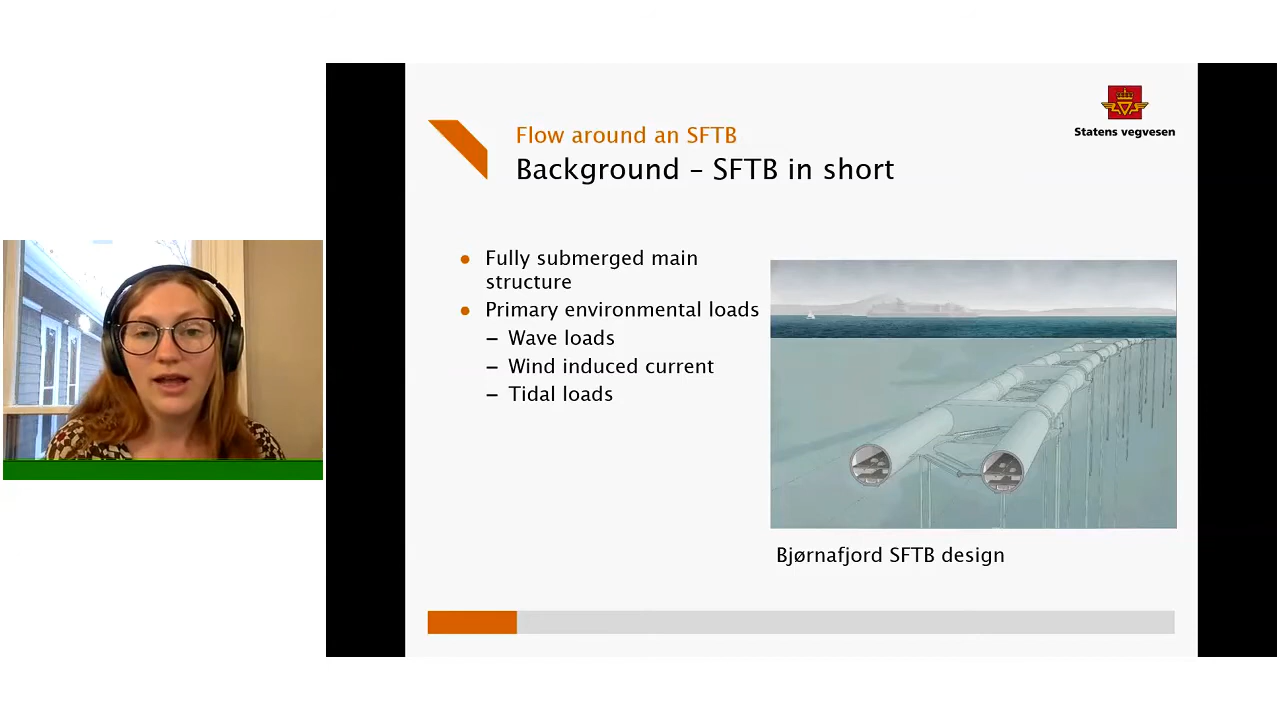 Statens vegvesen
Flow around an SFTB
Background – SFTB in short
• Fully submerged main
structure
• Primary environmental loads
– Wave loads
– Wind induced current
– Tidal loads
Bjørnafjord SFTB design